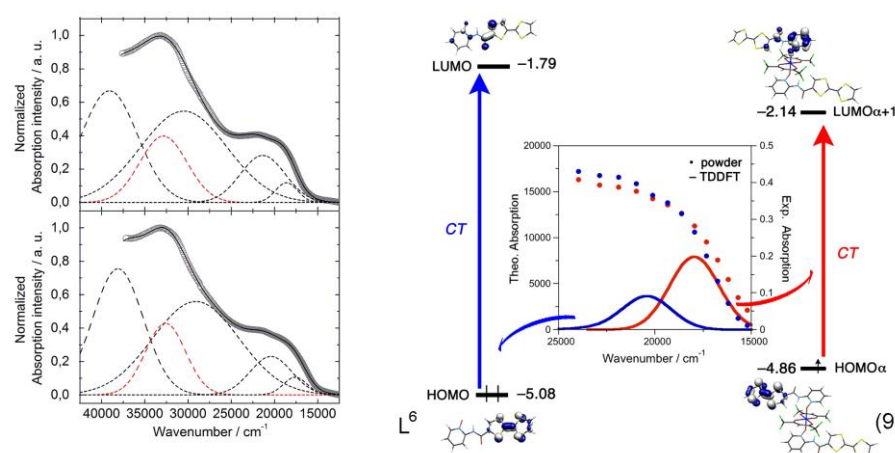 1,0
0,8
0,6
0,4
0,2
0,0
Normalized
Absorption intensity / a. u.
1,0
0,8
0,6
0,4
0,2
0,0
Normalized
Absorption intensity / a. u.
40000 35000 30000 25000 20000 15000
Wavenumber / cm⁻¹
LUMO −1.79
CT
HOMO −5.08
L⁶
20000
15000
10000
5000
0
Theo. Absorption
• powder
– TDDFT
0.5
0.4
0.3
0.2
0.1
0
Exp. Absorption
25000 20000 15000
Wavenumber / cm⁻¹
−2.14 LUMOα+1
CT
−4.86 HOMOα
(9